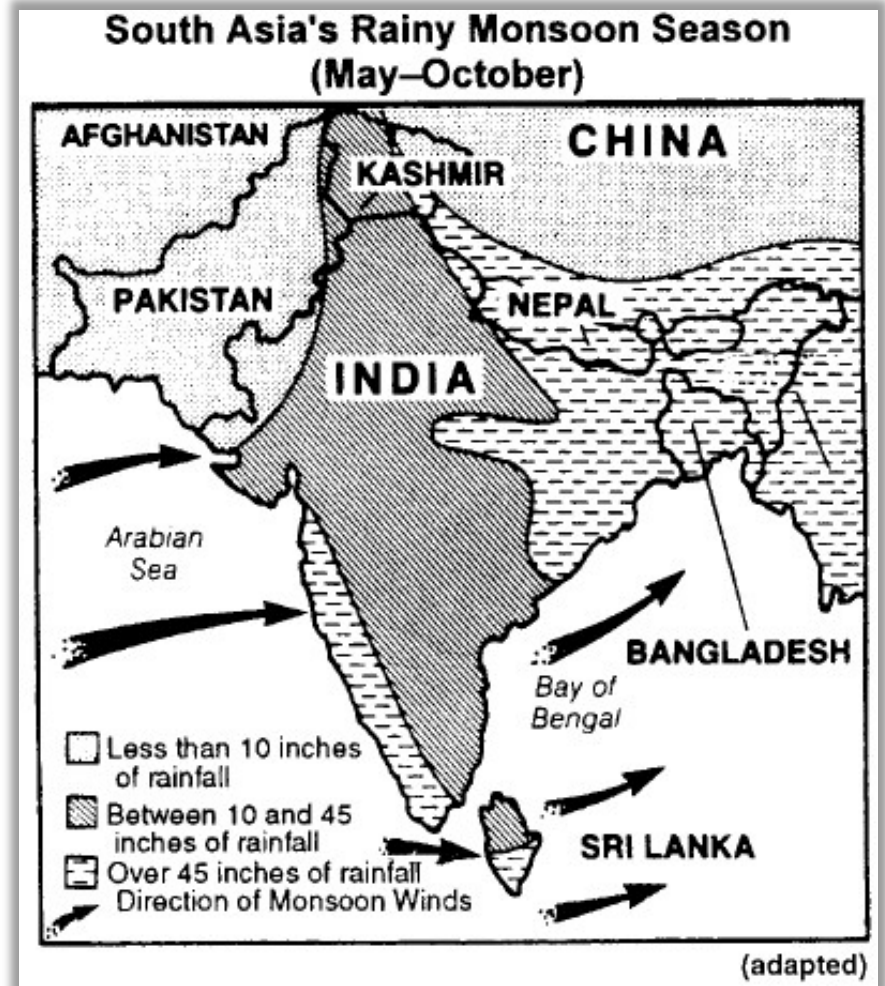 South Asia's Rainy Monsoon Season
(May–October)
AFGHANISTAN
CHINA
KASHMIR
PAKISTAN
NEPAL
INDIA
Arabian
Sea
BANGLADESH
Bay of
Bengal
Less than 10 inches
of rainfall
Between 10 and 45
inches of rainfall
Over 45 inches of rainfall
Direction of Monsoon Winds
SRI LANKA
(adapted)